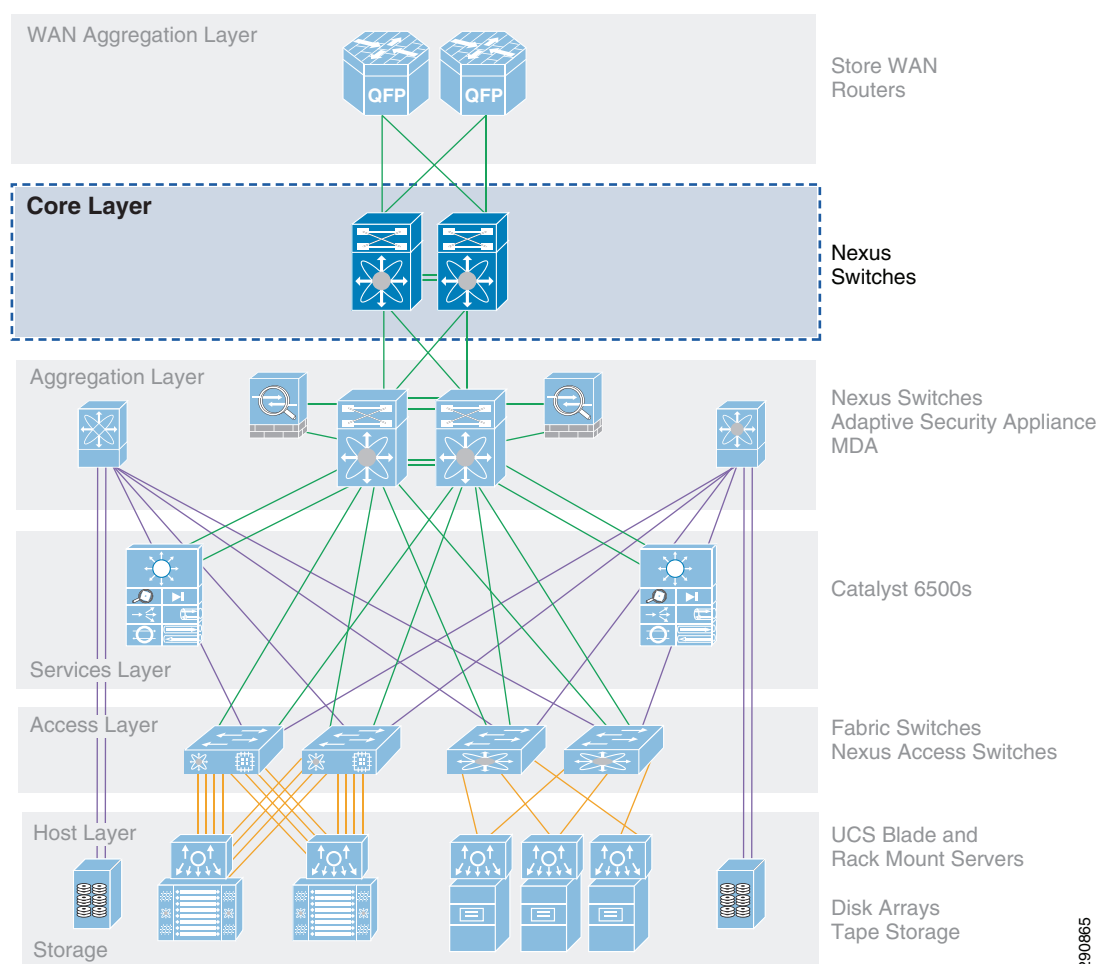 WAN Aggregation Layer
QFP
QFP
Store WAN
Routers
Core Layer
Nexus
Switches
Aggregation Layer
Nexus Switches
Adaptive Security Appliance
MDA
Catalyst 6500s
Services Layer
Access Layer
Fabric Switches
Nexus Access Switches
Host Layer
UCS Blade and
Rack Mount Servers
Disk Arrays
Tape Storage
Storage
290865